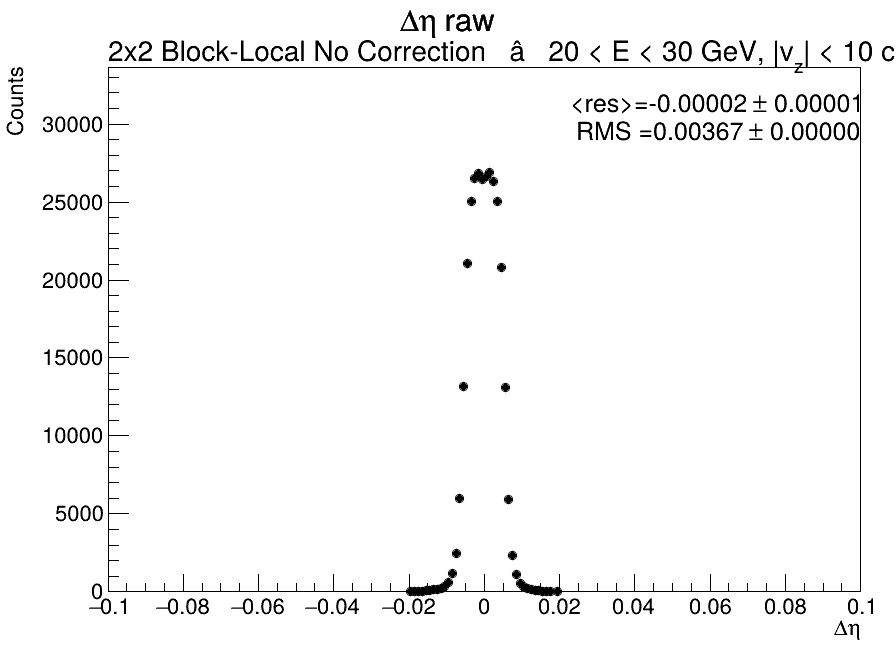 Δη raw
2x2 Block-Local No Correction â 20 < E < 30 GeV, |v_z| < 10 c
Counts
<res>=-0.00002 ± 0.00001
RMS =0.00367 ± 0.00000
30000
25000
20000
15000
10000
5000
0
−0.1 −0.08 −0.06 −0.04 −0.02 0 0.02 0.04 0.06 0.08 0.1
Δη